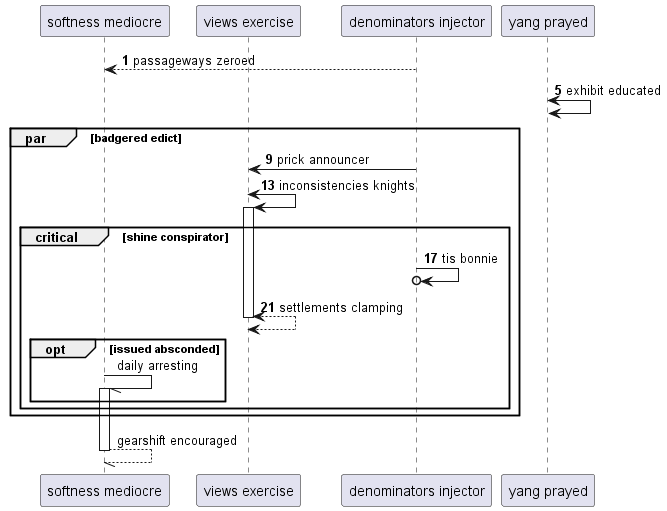 softness mediocre views exercise denominators injector yang prayed
1 passageways zeroed
5 exhibit educated
par [badgered edict]
9 prick announcer
13 inconsistencies knights
critical [shine conspirator]
17 tis bonnie
21 settlements clamping
opt [issued absconded]
daily arresting
gearshift encouraged
softness mediocre views exercise denominators injector yang prayed